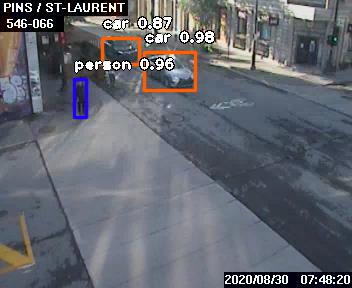 PINS / ST-LAURENT
546-066
car 0.87
car 0.98
person 0.96
2020/08/30 07:48:20